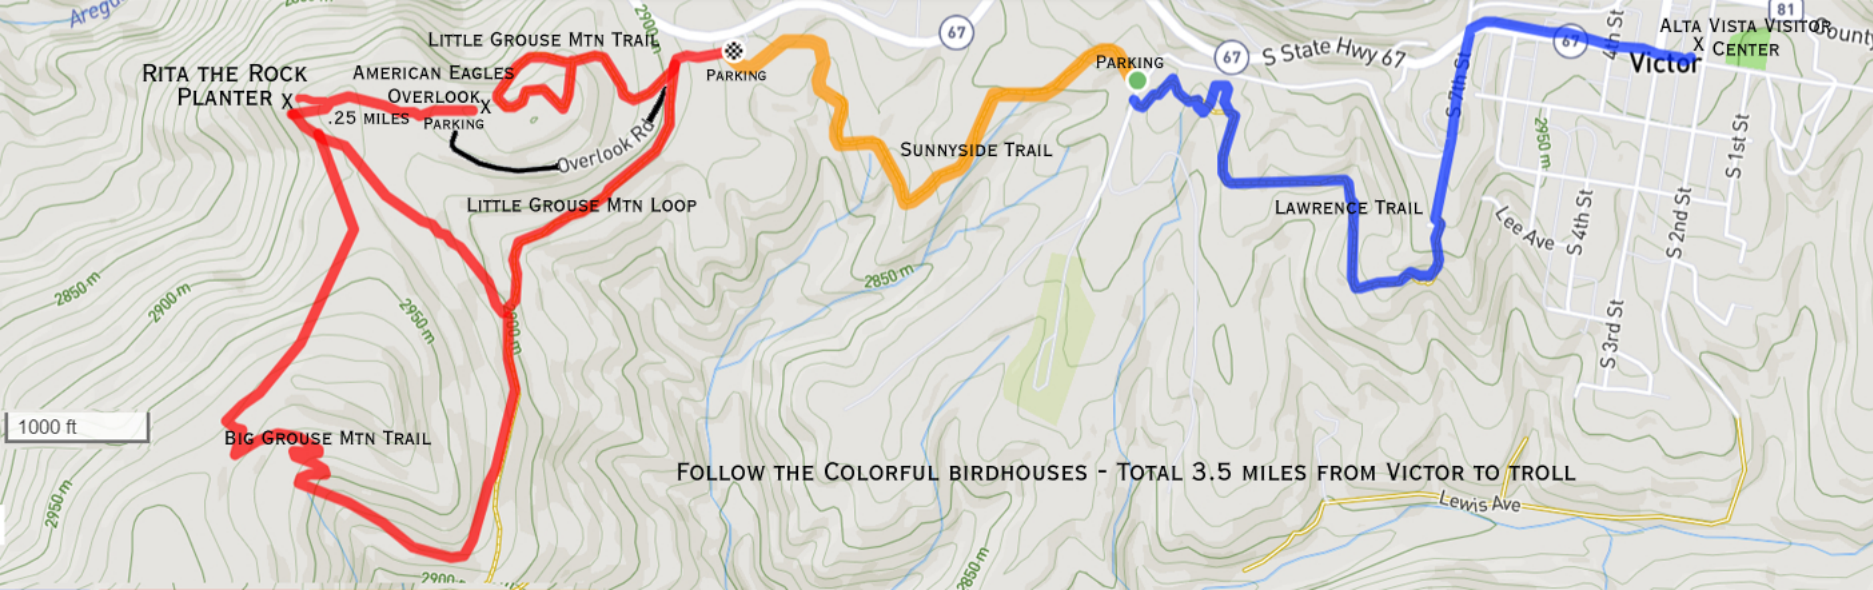 Aregu
2850 m
2900 m
67
81
ALTA VISTA VISITOR
X CENTER
County
4th St
67
Victor
LITTLE GROUSE MTN TRAIL
PARKING
PARKING
67
S State Hwy 67
S 7th St
RITA THE ROCK
PLANTER X
AMERICAN EAGLES
OVERLOOK X
.25 MILES
PARKING
Overlook Rd
SUNNYSIDE TRAIL
2950 m
S 1st St
LITTLE GROUSE MTN LOOP
LAWRENCE TRAIL
Lee Ave
S 4th St
S 2nd St
2850 m
2900 m
2950 m
2900 m
2850 m
S 3rd St
1000 ft
BIG GROUSE MTN TRAIL
FOLLOW THE COLORFUL BIRDHOUSES - TOTAL 3.5 MILES FROM VICTOR TO TROLL
2950 m
Lewis Ave
2900
2850 m